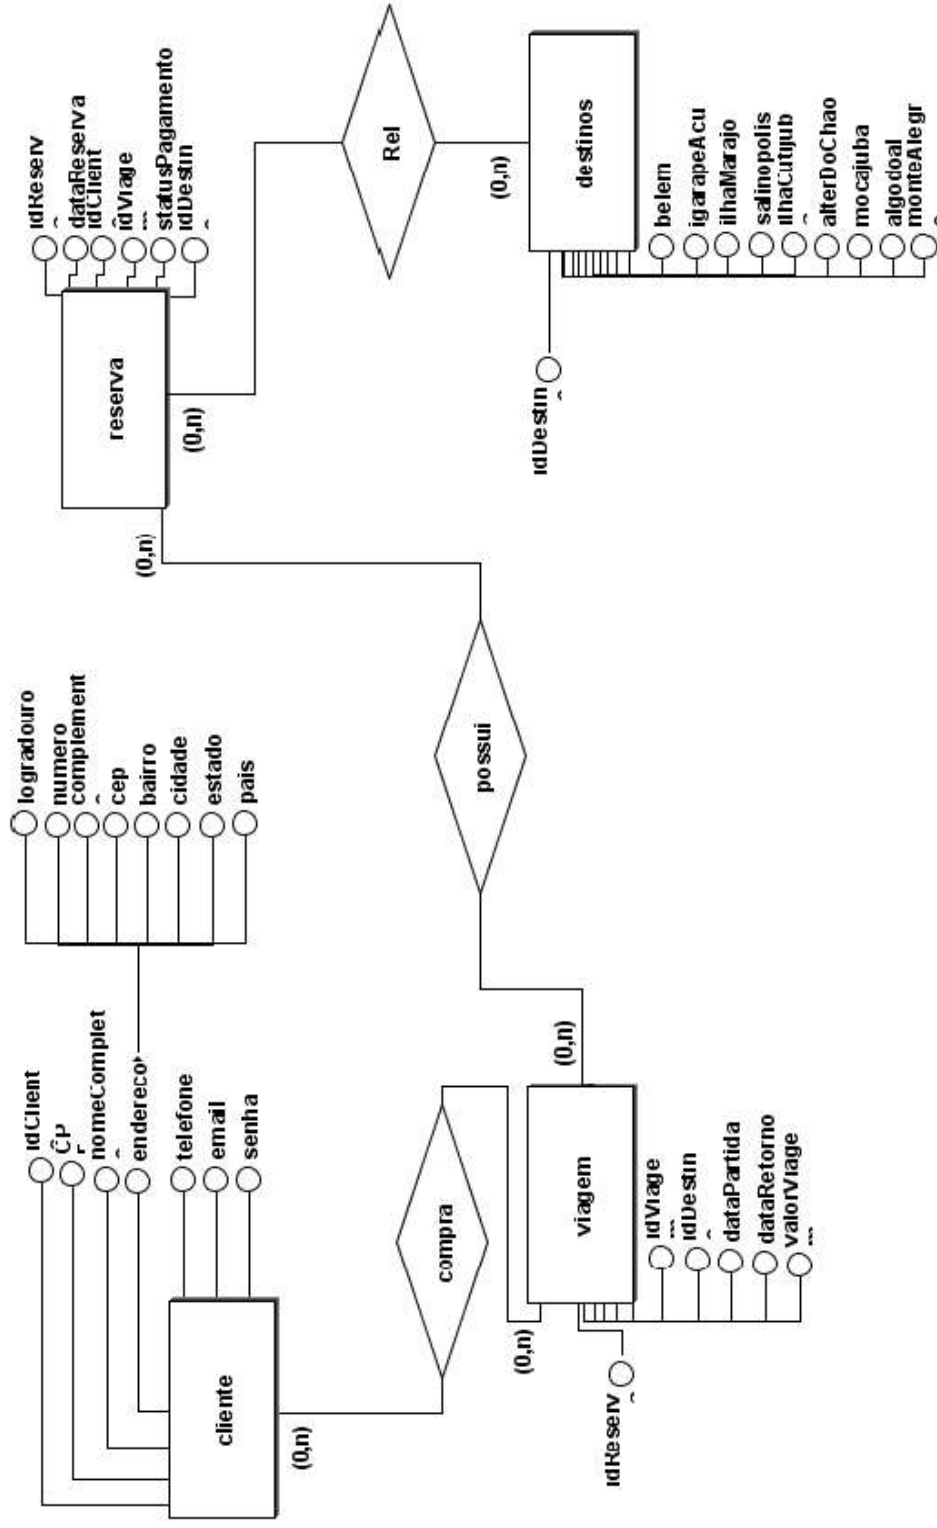 idClient
CP
nomeComplet
endereco
telefone
email
senha
logradouro
numero
complement
cep
bairro
cidade
estado
pais
cliente
(0,n)
compra
(0,n)
viagem
idReserv
idViage
idDestin
dataPartida
dataRetorno
valorViage
(0,n)
possui
(0,n)
reserva
idReserv
dataReserva
idClient
idViage
statusPagamento
idDestin
(0,n)
Rel
(0,n)
destinos
idDestin
belem
igarapeAcu
ilhaMarajo
salinopolis
ilhaCutijub
alterDoChao
mocajuba
algodoal
monteAlegr